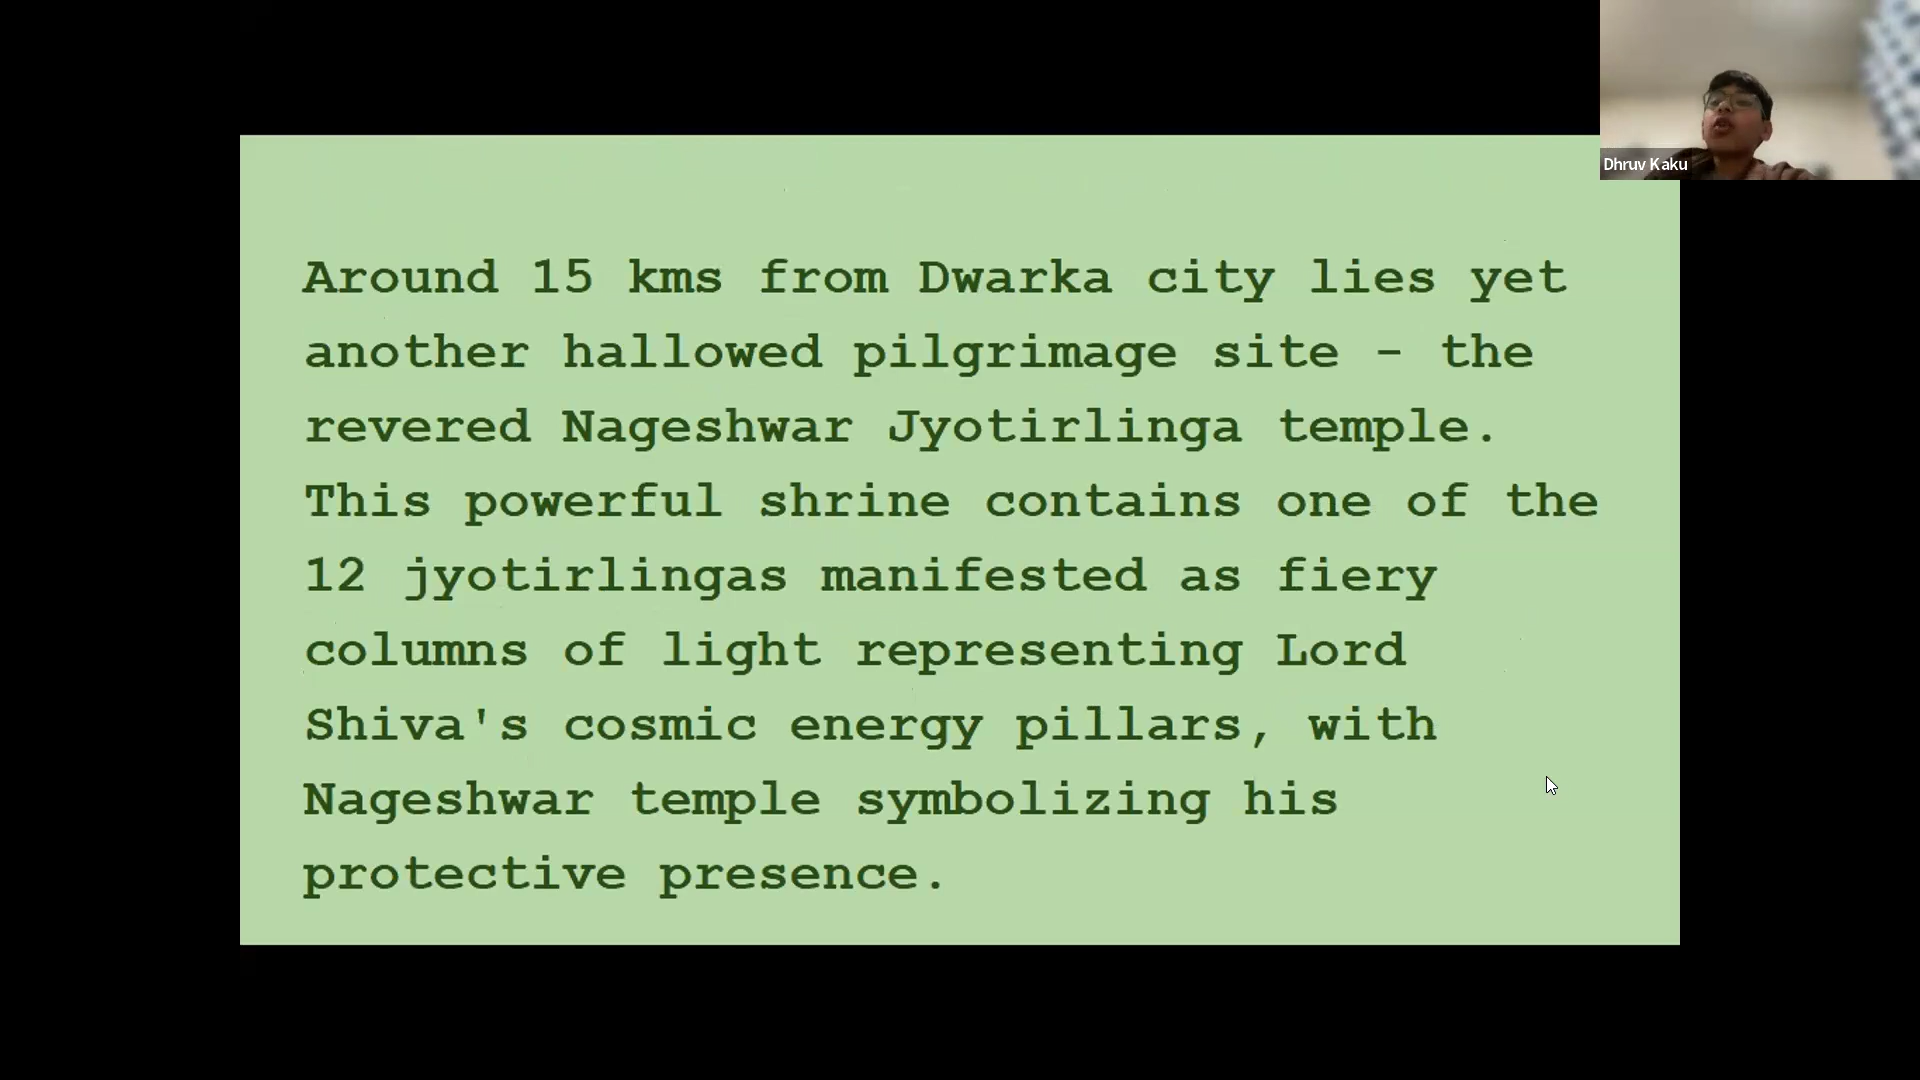 Dhruv Kaku
Around 15 kms from Dwarka city lies yet
another hallowed pilgrimage site - the
revered Nageshwar Jyotirlinga temple.
This powerful shrine contains one of the
12 jyotirlingas manifested as fiery
columns of light representing Lord
Shiva's cosmic energy pillars, with
Nageshwar temple symbolizing his
protective presence.